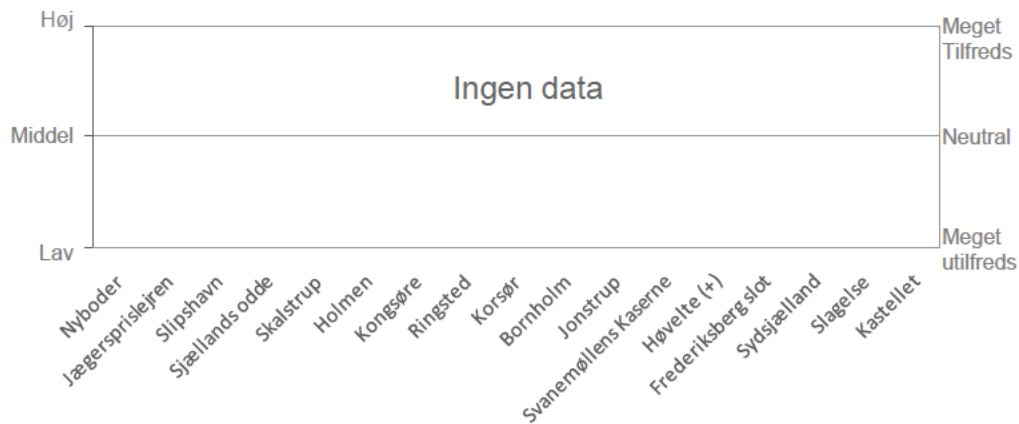 Høj
Meget
Tilfreds
Ingen data
Middel
Neutral
Lav
Meget
utilfreds
Nyboder
Jægersprislejren
Slipshavn
Sjællands odde
Skalstrup
Holmen
Kongsøre
Ringsted
Korsør
Bornholm
Jonstrup
Svanemøllens Kaserne
Høvelte (+)
Frederiksberg slot
Sydsjælland
Slagelse
Kastellet